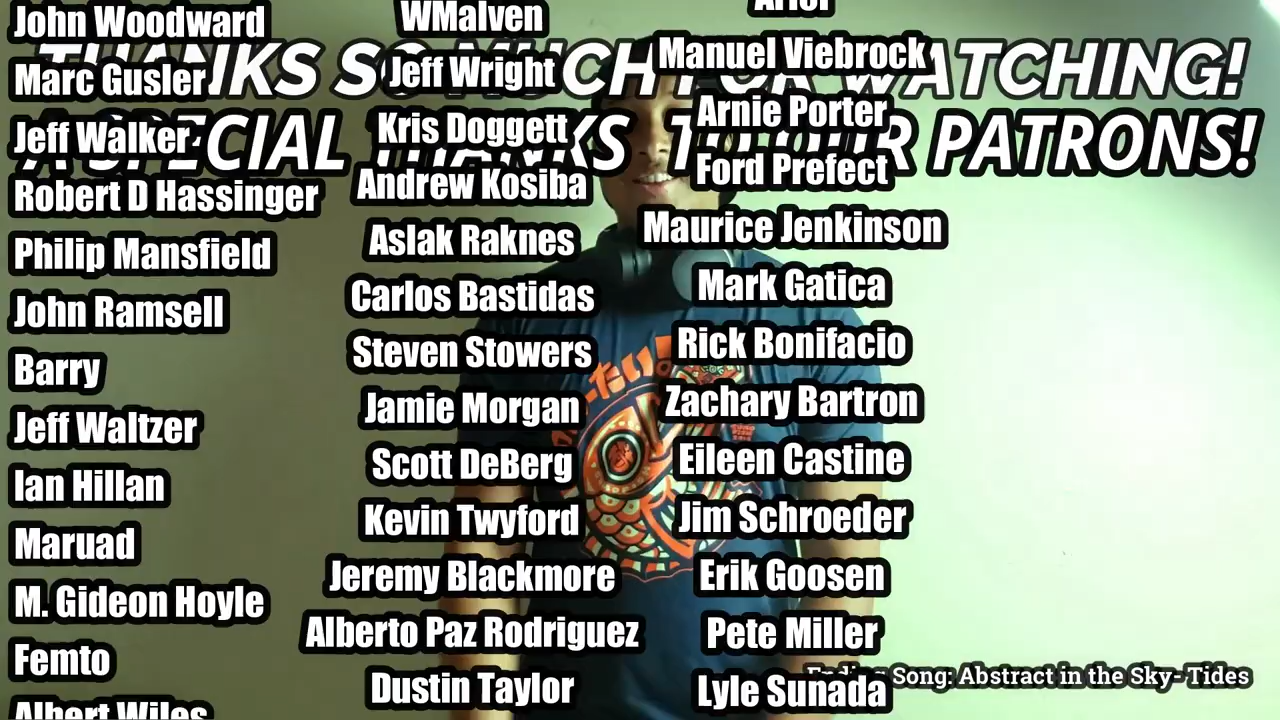 THANKS SO MUCH FOR WATCHING!
A SPECIAL THANKS TO OUR PATRONS!
John Woodward
Marc Gusler
Jeff Walker
Robert D Hassinger
Philip Mansfield
John Ramsell
Barry
Jeff Waltzer
Ian Hillan
Maruad
M. Gideon Hoyle
Femto
Albert Wiles
WMalven
Jeff Wright
Kris Doggett
Andrew Kosiba
Aslak Raknes
Carlos Bastidas
Steven Stowers
Jamie Morgan
Scott DeBerg
Kevin Twyford
Jeremy Blackmore
Alberto Paz Rodriguez
Dustin Taylor
Manuel Viebrock
Arnie Porter
Ford Prefect
Maurice Jenkinson
Mark Gatica
Rick Bonifacio
Zachary Bartron
Eileen Castine
Jim Schroeder
Erik Goosen
Pete Miller
Lyle Sunada
Ending Song: Abstract in the Sky- Tides